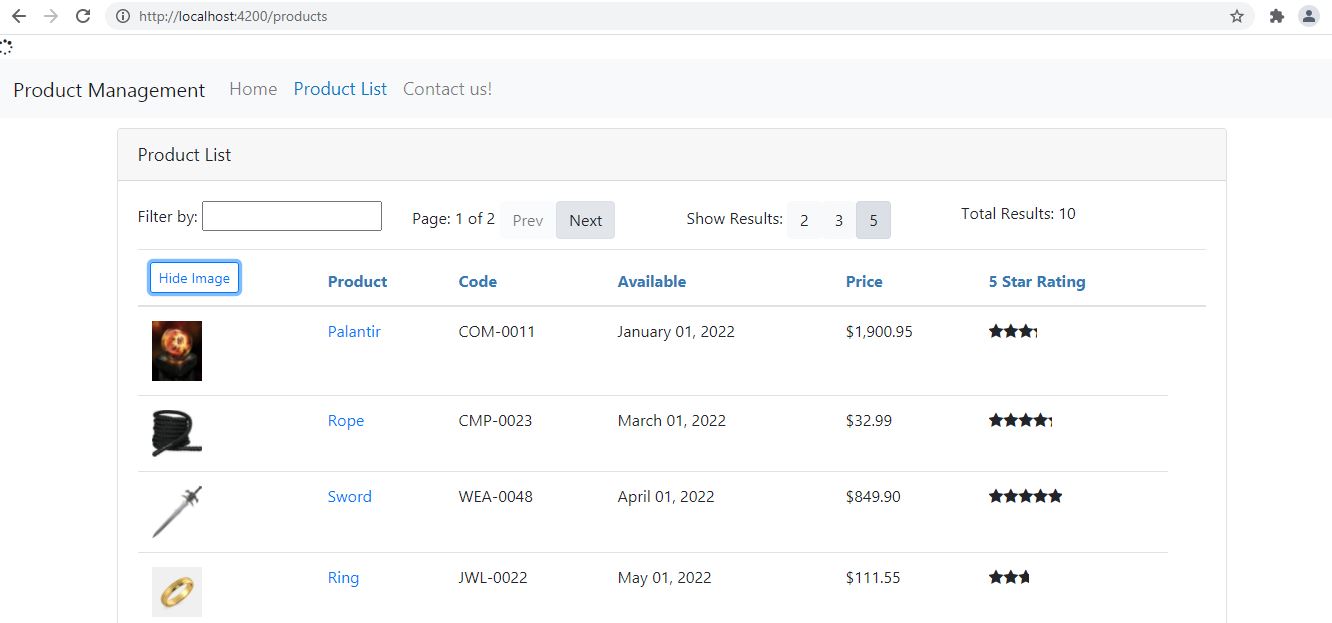 http://localhost:4200/products
Product Management Home Product List Contact us!
Product List
Filter by: Page: 1 of 2 Prev Next Show Results: 2 3 5 Total Results: 10
Hide Image Product Code Available Price 5 Star Rating
Palantir COM-0011 January 01, 2022 $1,900.95
Rope CMP-0023 March 01, 2022 $32.99
Sword WEA-0048 April 01, 2022 $849.90
Ring JWL-0022 May 01, 2022 $111.55